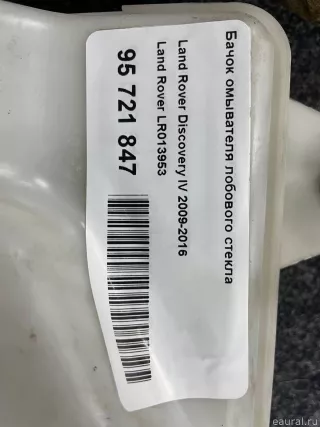 Бачок омывателя лобового стекла
Land Rover Discovery IV 2009-2016
Land Rover LR013953
95 721 847
eaural.ru